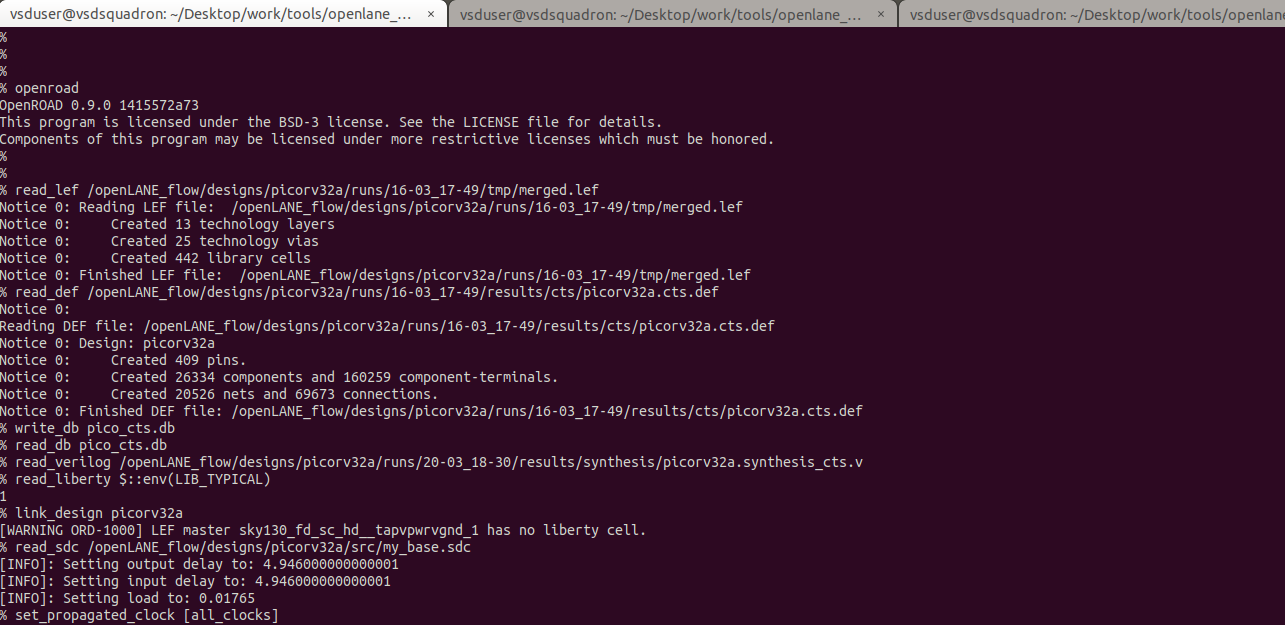 vsduser@vsdsquadron: ~/Desktop/work/tools/openlane_... × vsduser@vsdsquadron: ~/Desktop/work/tools/openlane_... × vsduser@vsdsquadron: ~/Desktop/work/tools/openlane
%
%
%
% openroad
OpenROAD 0.9.0 1415572a73
This program is licensed under the BSD-3 license. See the LICENSE file for details.
Components of this program may be licensed under more restrictive licenses which must be honored.
%
%
% read_lef /openLANE_flow/designs/picorv32a/runs/16-03_17-49/tmp/merged.lef
Notice 0: Reading LEF file:  /openLANE_flow/designs/picorv32a/runs/16-03_17-49/tmp/merged.lef
Notice 0:     Created 13 technology layers
Notice 0:     Created 25 technology vias
Notice 0:     Created 442 library cells
Notice 0: Finished LEF file:  /openLANE_flow/designs/picorv32a/runs/16-03_17-49/tmp/merged.lef
% read_def /openLANE_flow/designs/picorv32a/runs/16-03_17-49/results/cts/picorv32a.cts.def
Notice 0:
Reading DEF file: /openLANE_flow/designs/picorv32a/runs/16-03_17-49/results/cts/picorv32a.cts.def
Notice 0: Design: picorv32a
Notice 0:     Created 409 pins.
Notice 0:     Created 26334 components and 160259 component-terminals.
Notice 0:     Created 20526 nets and 69673 connections.
Notice 0: Finished DEF file: /openLANE_flow/designs/picorv32a/runs/16-03_17-49/results/cts/picorv32a.cts.def
% write_db pico_cts.db
% read_db pico_cts.db
% read_verilog /openLANE_flow/designs/picorv32a/runs/20-03_18-30/results/synthesis/picorv32a.synthesis_cts.v
% read_liberty $::env(LIB_TYPICAL)
1
% link_design picorv32a
[WARNING ORD-1000] LEF master sky130_fd_sc_hd__tapvpwrvgnd_1 has no liberty cell.
% read_sdc /openLANE_flow/designs/picorv32a/src/my_base.sdc
[INFO]: Setting output delay to: 4.946000000000001
[INFO]: Setting input delay to: 4.946000000000001
[INFO]: Setting load to: 0.01765
% set_propagated_clock [all_clocks]